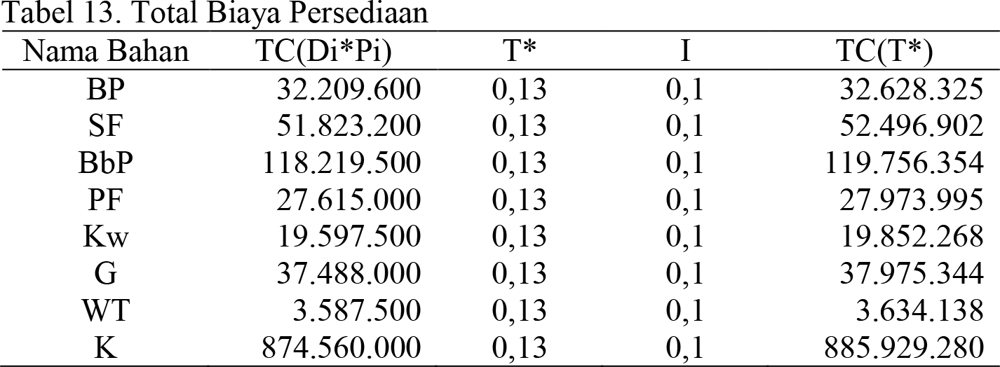 Tabel 13. Total Biaya Persediaan
Nama Bahan TC(Di*Pi) T* I TC(T*)
BP 32.209.600 0,13 0,1 32.628.325
SF 51.823.200 0,13 0,1 52.496.902
BbP 118.219.500 0,13 0,1 119.756.354
PF 27.615.000 0,13 0,1 27.973.995
Kw 19.597.500 0,13 0,1 19.852.268
G 37.488.000 0,13 0,1 37.975.344
WT 3.587.500 0,13 0,1 3.634.138
K 874.560.000 0,13 0,1 885.929.280